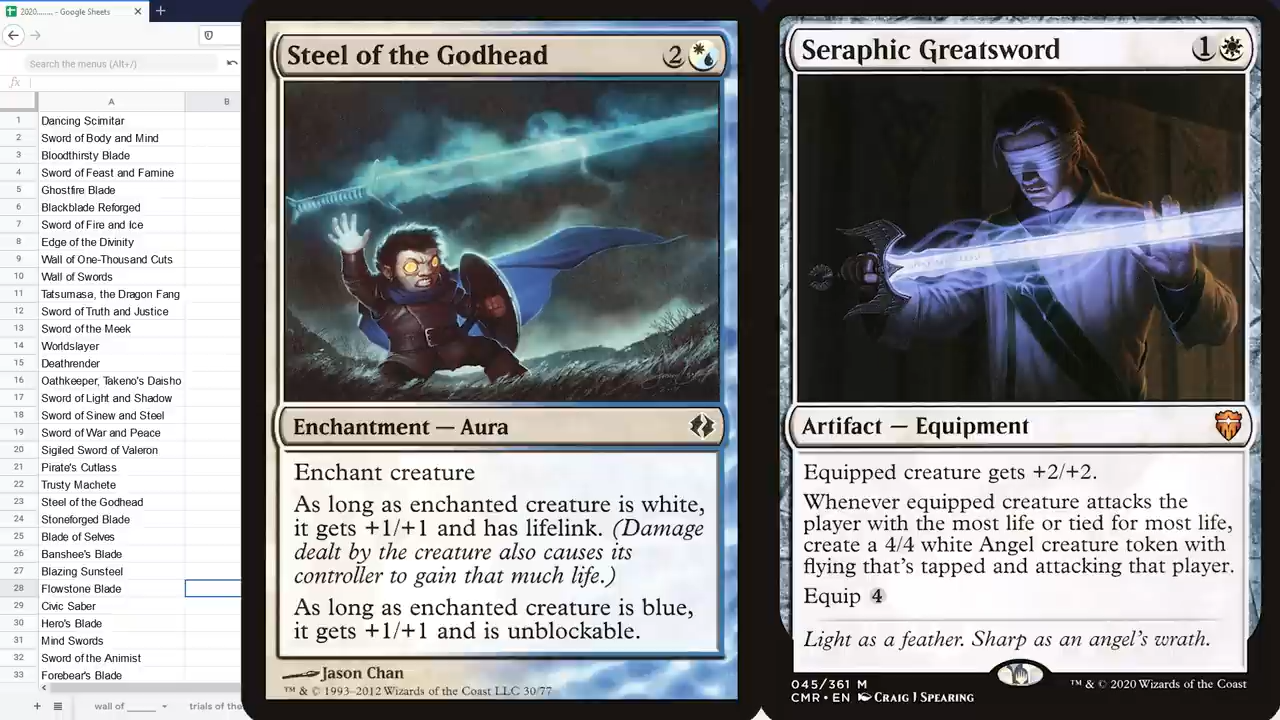 2020......... - Google Sheets
Search the menus (Alt+/)
fx
A B
1 Dancing Scimitar
2 Sword of Body and Mind
3 Bloodthirsty Blade
4 Sword of Feast and Famine
5 Ghostfire Blade
6 Blackblade Reforged
7 Sword of Fire and Ice
8 Edge of the Divinity
9 Wall of One-Thousand Cuts
10 Wall of Swords
11 Tatsumasa, the Dragon Fang
12 Sword of Truth and Justice
13 Sword of the Meek
14 Worldslayer
15 Deathrender
16 Oathkeeper, Takeno's Daisho
17 Sword of Light and Shadow
18 Sword of Sinew and Steel
19 Sword of War and Peace
20 Sigiled Sword of Valeron
21 Pirate's Cutlass
22 Trusty Machete
23 Steel of the Godhead
24 Stoneforged Blade
25 Blade of Selves
26 Banshee's Blade
27 Blazing Sunsteel
28 Flowstone Blade
29 Civic Saber
30 Hero's Blade
31 Mind Swords
32 Sword of the Animist
33 Forebear's Blade
wall of ______ trials of the
Steel of the Godhead 2
Enchantment — Aura
Enchant creature
As long as enchanted creature is white,
it gets +1/+1 and has lifelink. (Damage
dealt by the creature also causes its
controller to gain that much life.)
As long as enchanted creature is blue,
it gets +1/+1 and is unblockable.
Jason Chan
™ & © 1993–2012 Wizards of the Coast LLC 30/77
Seraphic Greatsword 1
Artifact — Equipment
Equipped creature gets +2/+2.
Whenever equipped creature attacks the
player with the most life or tied for most life,
create a 4/4 white Angel creature token with
flying that's tapped and attacking that player.
Equip 4
Light as a feather. Sharp as an angel's wrath.
045/361 M
CMR • EN Craig J Spearing
™ & © 2020 Wizards of the Coast